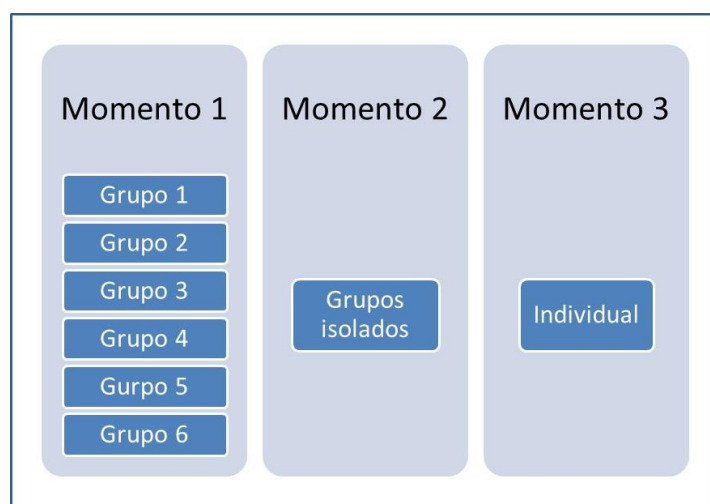 Momento 1
Grupo 1
Grupo 2
Grupo 3
Grupo 4
Gurpo 5
Grupo 6
Momento 2
Grupos
isolados
Momento 3
Individual